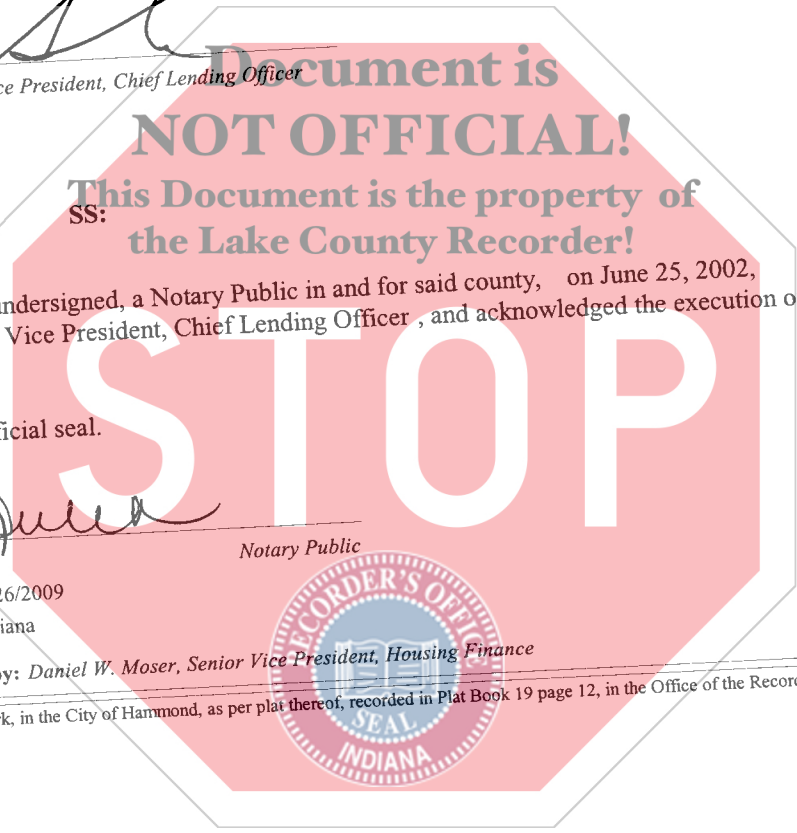 ce President, Chief Lending Officer
Document is
NOT OFFICIAL!
This Document is the property of
the Lake County Recorder!
SS:
ndersigned, a Notary Public in and for said county, on June 25, 2002,
Vice President, Chief Lending Officer , and acknowledged the execution o
STOP
ficial seal.
Notary Public
26/2009
iana
by: Daniel W. Moser, Senior Vice President, Housing Finance
rk, in the City of Hammond, as per plat thereof, recorded in Plat Book 19 page 12, in the Office of the Record
RECORDER'S OFFICE
SEAL
INDIANA